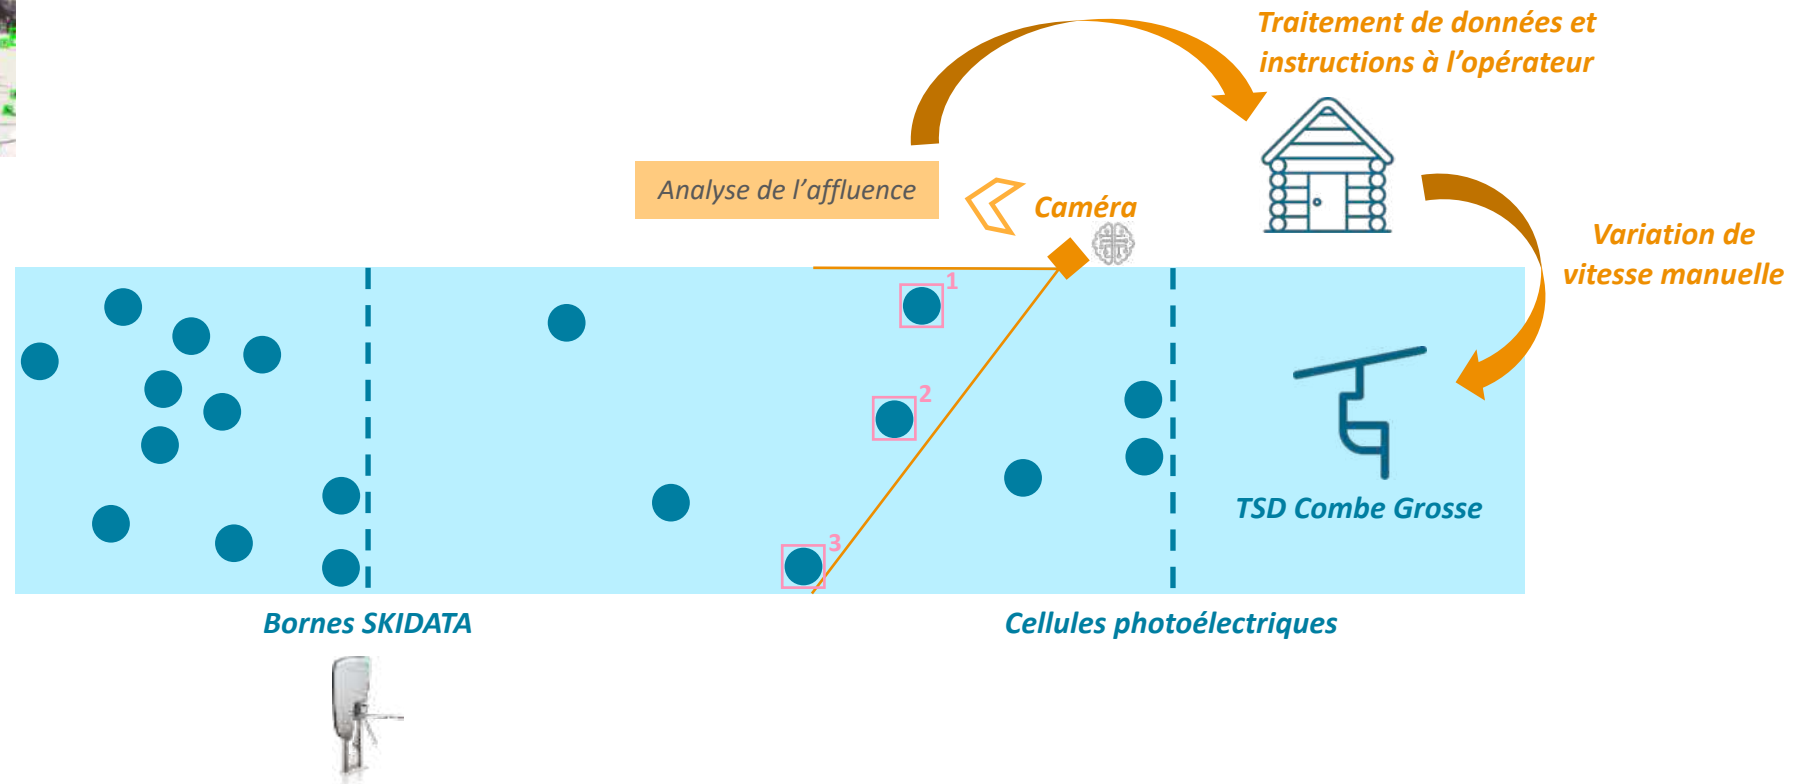 Traitement de données et
instructions à l’opérateur
Analyse de l’affluence
Caméra
Variation de
vitesse manuelle
1
2
3
TSD Combe Grosse
Bornes SKIDATA
Cellules photoélectriques